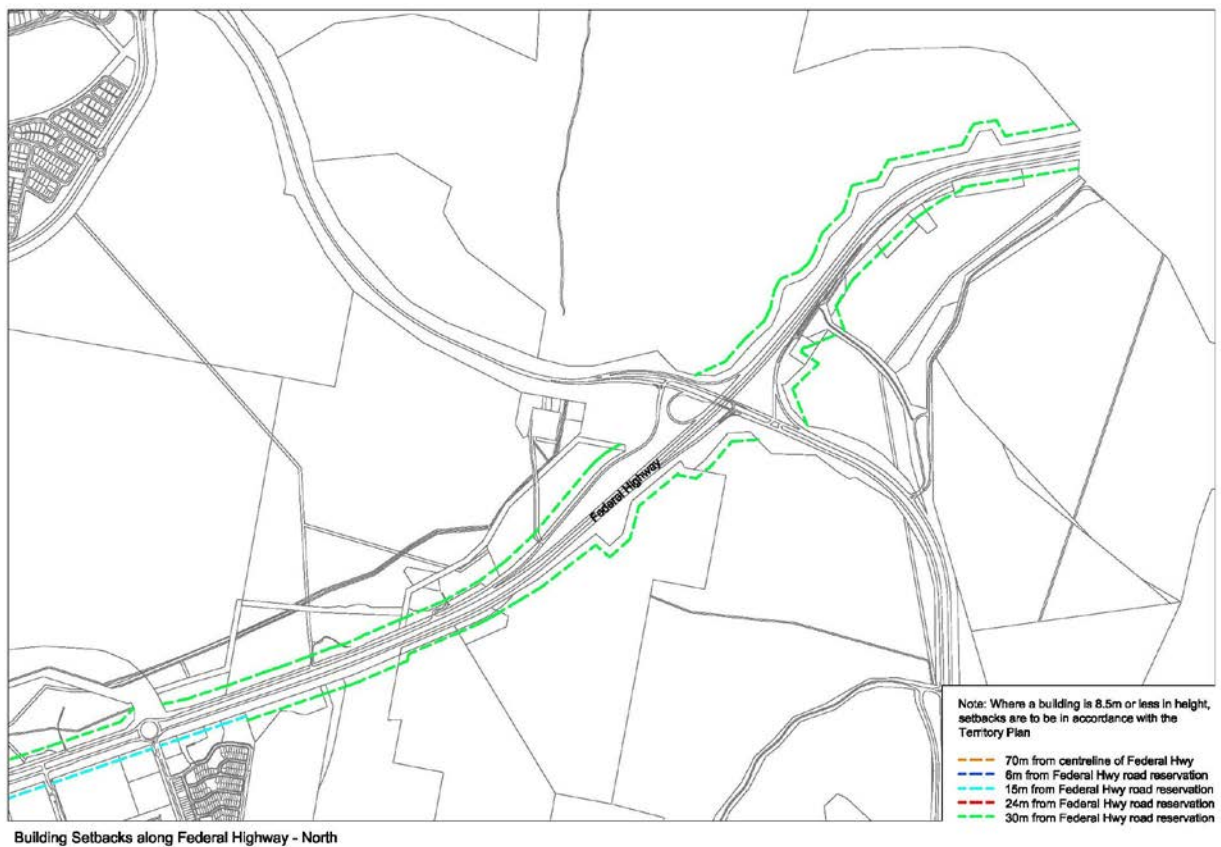 Federal Highway
Note: Where a building is 8.5m or less in height,
setbacks are to be in accordance with the
Territory Plan
70m from centreline of Federal Hwy
6m from Federal Hwy road reservation
15m from Federal Hwy road reservation
24m from Federal Hwy road reservation
30m from Federal Hwy road reservation
Building Setbacks along Federal Highway - North